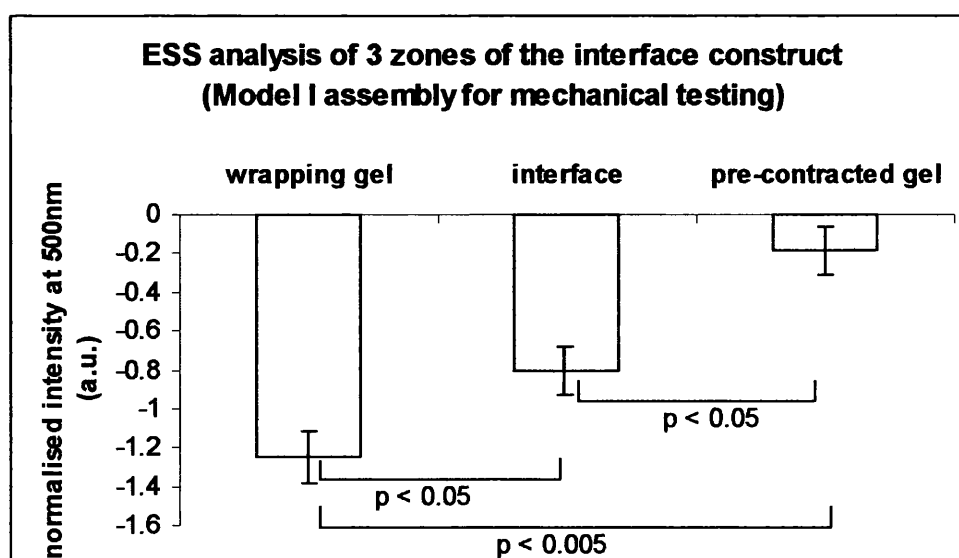 ESS analysis of 3 zones of the interface construct
(Model I assembly for mechanical testing)
wrapping gel interface pre-contracted gel
normalised intensity at 500nm
(a.u.)
0
-0.2
-0.4
-0.6
-0.8
-1
-1.2
-1.4
-1.6
p < 0.05
p < 0.05
p < 0.005